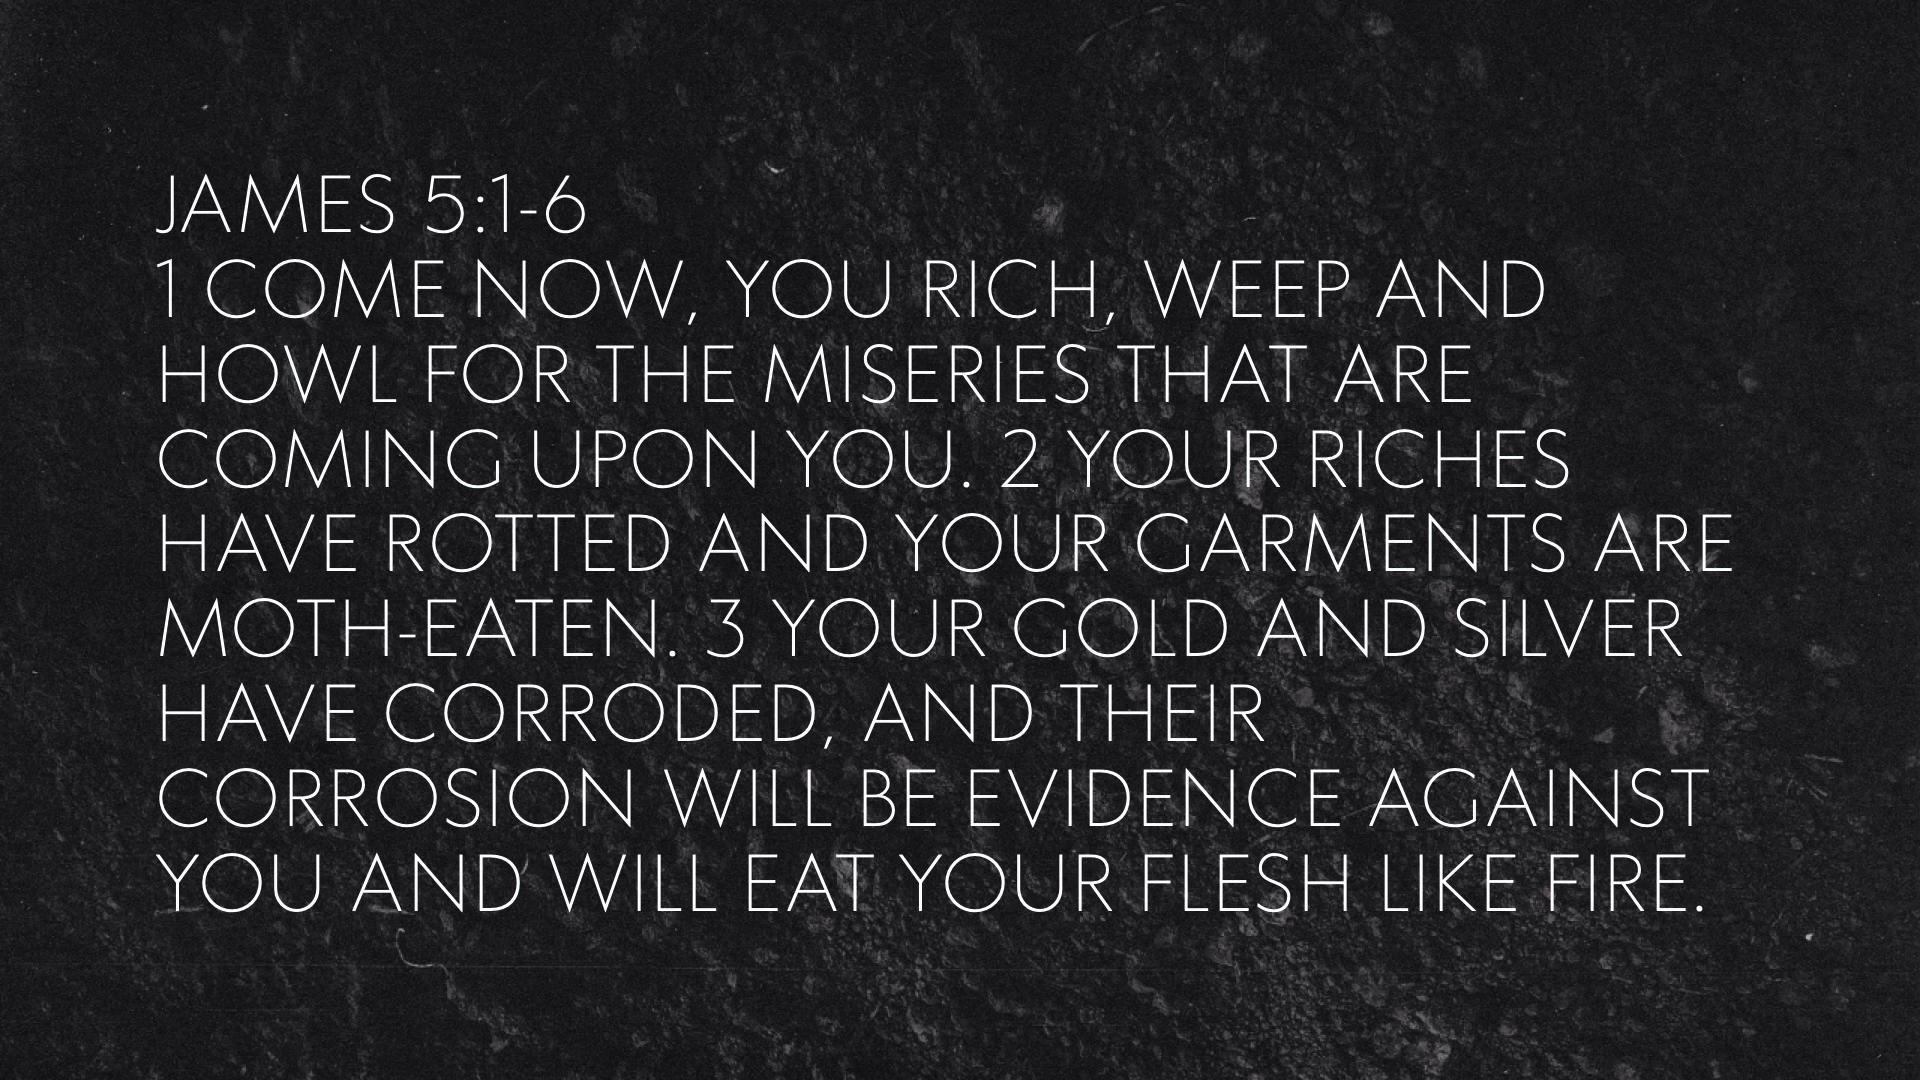 JAMES 5:1-6
1 COME NOW, YOU RICH, WEEP AND
HOWL FOR THE MISERIES THAT ARE
COMING UPON YOU. 2 YOUR RICHES
HAVE ROTTED AND YOUR GARMENTS ARE
MOTH-EATEN. 3 YOUR GOLD AND SILVER
HAVE CORRODED, AND THEIR
CORROSION WILL BE EVIDENCE AGAINST
YOU AND WILL EAT YOUR FLESH LIKE FIRE.